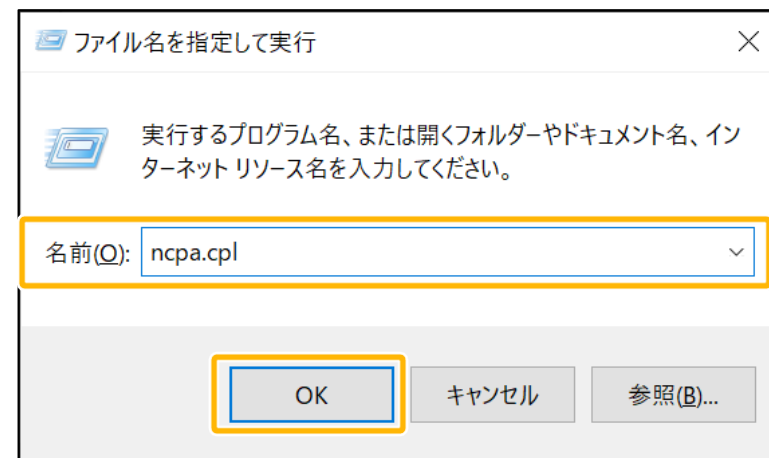 ファイル名を指定して実行
実行するプログラム名、または開くフォルダーやドキュメント名、イン
ターネット リソース名を入力してください。
名前(O): ncpa.cpl
OK キャンセル 参照(B)...